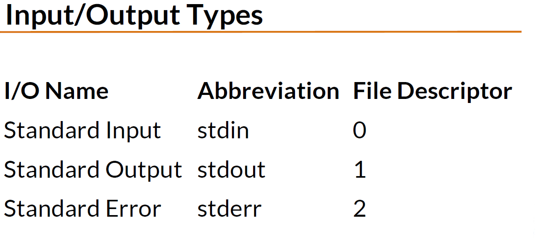 Input/Output Types
I/O Name Abbreviation File Descriptor
Standard Input stdin 0
Standard Output stdout 1
Standard Error stderr 2